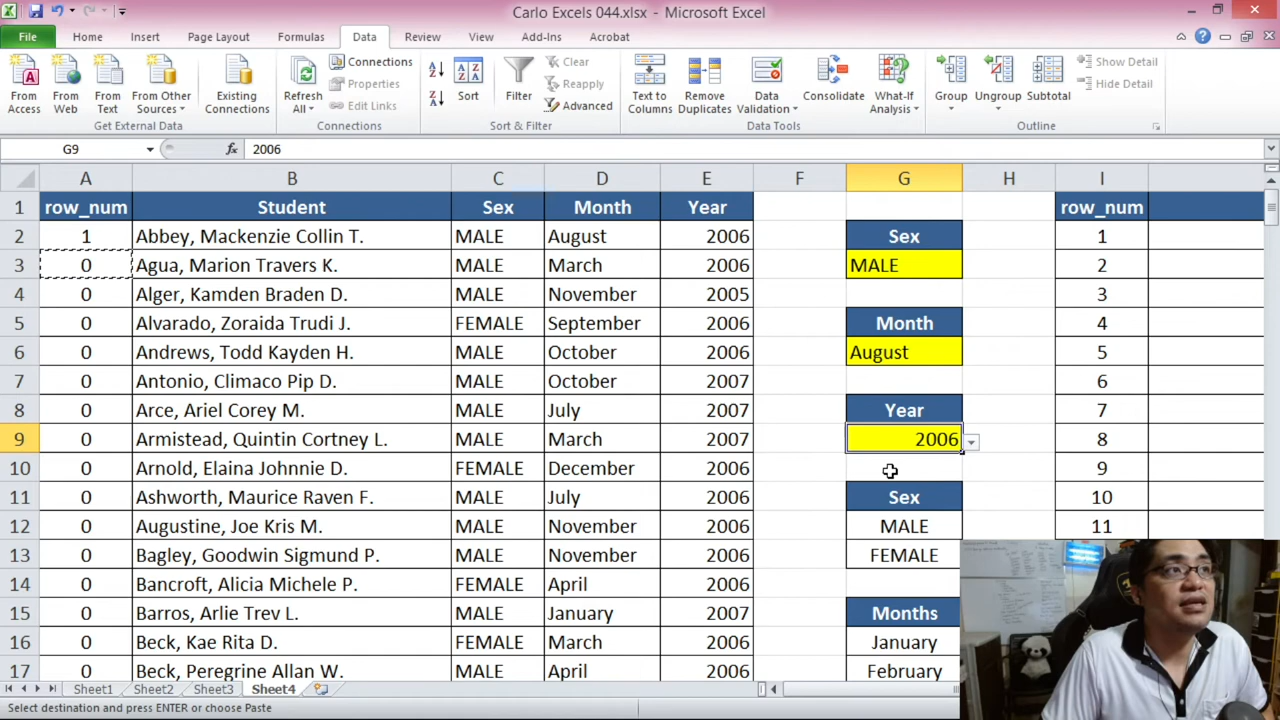 Carlo Excels 044.xlsx - Microsoft Excel
File Home Insert Page Layout Formulas Data Review View Add-Ins Acrobat
From Access
From Web
From Text
From Other Sources
Existing Connections
Get External Data
Refresh All
Connections
Properties
Edit Links
Connections
Sort
Filter
Clear
Reapply
Advanced
Sort & Filter
Text to Columns
Remove Duplicates
Data Validation
Consolidate
What-If Analysis
Data Tools
Group
Ungroup
Subtotal
Show Detail
Hide Detail
Outline
G9 fx 2006
A B C D E F G H I
1 row_num Student Sex Month Year row_num
2 1 Abbey, Mackenzie Collin T. MALE August 2006 Sex 1
3 0 Agua, Marion Travers K. MALE March 2006 MALE 2
4 0 Alger, Kamden Braden D. MALE November 2005 3
5 0 Alvarado, Zoraida Trudi J. FEMALE September 2006 Month 4
6 0 Andrews, Todd Kayden H. MALE October 2006 August 5
7 0 Antonio, Climaco Pip D. MALE October 2007 6
8 0 Arce, Ariel Corey M. MALE July 2007 Year 7
9 0 Armistead, Quintin Cortney L. MALE March 2007 2006 8
10 0 Arnold, Elaina Johnnie D. FEMALE December 2006 9
11 0 Ashworth, Maurice Raven F. MALE July 2006 Sex 10
12 0 Augustine, Joe Kris M. MALE November 2006 MALE 11
13 0 Bagley, Goodwin Sigmund P. MALE November 2006 FEMALE
14 0 Bancroft, Alicia Michele P. FEMALE April 2006
15 0 Barros, Arlie Trev L. MALE January 2007 Months
16 0 Beck, Kae Rita D. FEMALE March 2006 January
17 0 Beck, Peregrine Allan W. MALE April 2006 February
Sheet1 Sheet2 Sheet3 Sheet4
Select destination and press ENTER or choose Paste